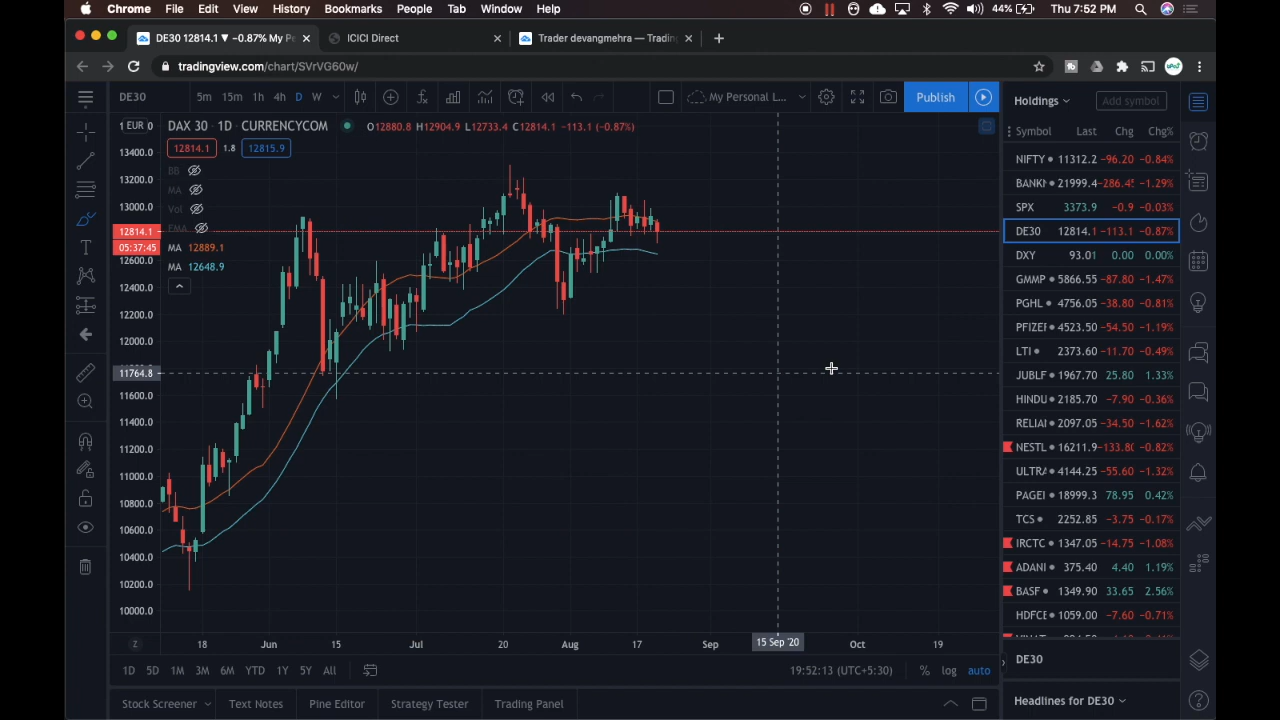 Chrome File Edit View History Bookmarks People Tab Window Help 44% Thu 7:52 PM
DE30 12814.1 ▼ −0.87% My Pe
ICICI Direct
Trader devangmehra — Trading
tradingview.com/chart/SVrVG60w/
DE30 5m 15m 1h 4h D W My Personal L... Publish
Holdings Add symbol
EUR DAX 30 · 1D · CURRENCYCOM O12880.8 H12904.9 L12733.4 C12814.1 −113.1 (−0.87%)
12814.1 1.8 12815.9
BB
MA
Vol
EMA
MA 12889.1
MA 12648.9
13400.0
13200.0
13000.0
12814.1
05:37:45
12600.0
12400.0
12200.0
12000.0
11764.8
11600.0
11400.0
11200.0
11000.0
10800.0
10600.0
10400.0
10200.0
10000.0
Z 18 Jun 15 Jul 20 Aug 17 Sep 15 Sep '20 Oct 19
1D 5D 1M 3M 6M YTD 1Y 5Y All 19:52:13 (UTC+5:30) % log auto
Stock Screener Text Notes Pine Editor Strategy Tester Trading Panel
Symbol Last Chg Chg%
NIFTY 11312.2 −96.20 −0.84%
BANKN 21999.4 −286.45 −1.29%
SPX 3373.9 −0.9 −0.03%
DE30 12814.1 −113.1 −0.87%
DXY 93.01 0.00 0.00%
GMMP 5866.55 −87.80 −1.47%
PGHL 4756.05 −38.80 −0.81%
PFIZER 4523.50 −54.50 −1.19%
LTI 2373.60 −11.70 −0.49%
JUBLF 1967.70 25.80 1.33%
HINDU 2185.70 −7.90 −0.36%
RELIAN 2097.05 −34.50 −1.62%
NESTL 16211.9 −133.80 −0.82%
ULTRA 4144.25 −55.60 −1.32%
PAGEI 18999.3 78.95 0.42%
TCS 2252.85 −3.75 −0.17%
IRCTC 1347.05 −14.75 −1.08%
ADANI 375.40 4.40 1.19%
BASF 1349.90 33.65 2.56%
HDFCB 1059.00 −7.60 −0.71%
DE30
Headlines for DE30